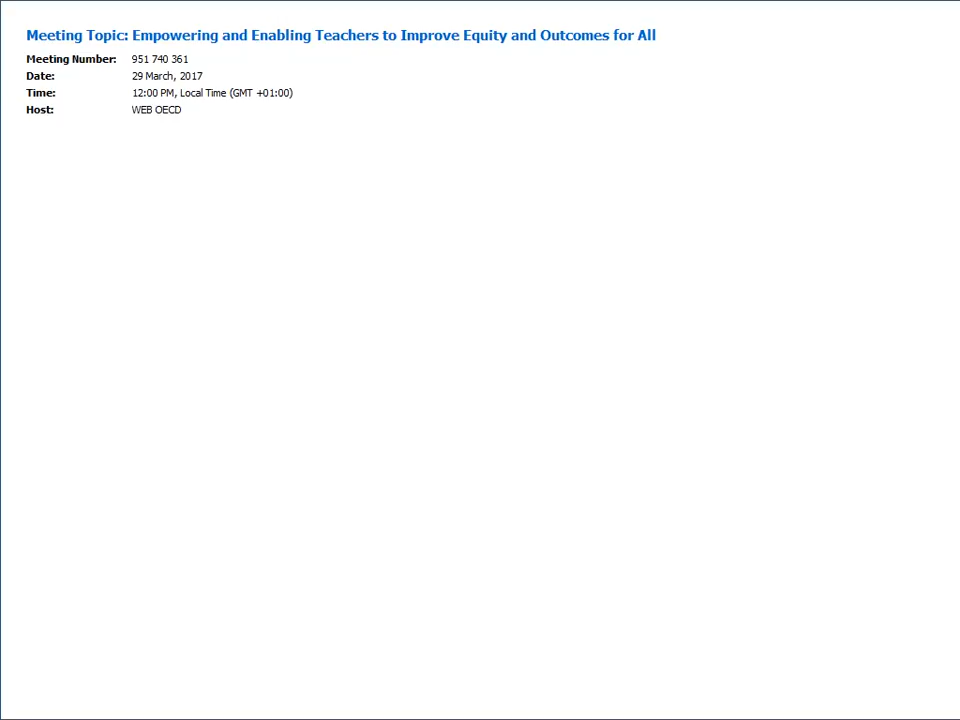 Meeting Topic: Empowering and Enabling Teachers to Improve Equity and Outcomes for All
Meeting Number: 951 740 361
Date: 29 March, 2017
Time: 12:00 PM, Local Time (GMT +01:00)
Host: WEB OECD